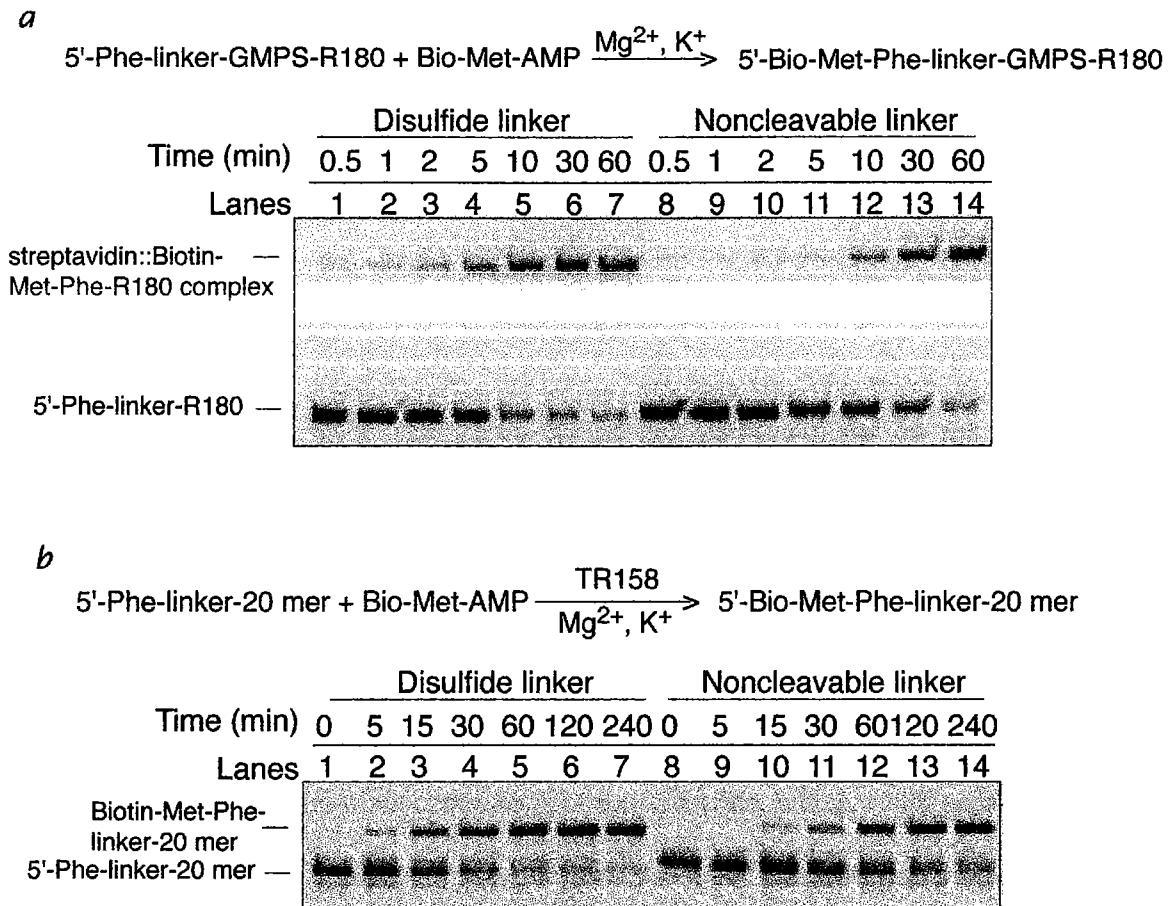 a
5'-Phe-linker-GMPS-R180 + Bio-Met-AMP Mg2+, K+ → 5'-Bio-Met-Phe-linker-GMPS-R180
Disulfide linker Noncleavable linker
Time (min) 0.5 1 2 5 10 30 60 0.5 1 2 5 10 30 60
Lanes 1 2 3 4 5 6 7 8 9 10 11 12 13 14
streptavidin::Biotin-
Met-Phe-R180 complex
5'-Phe-linker-R180
b
5'-Phe-linker-20 mer + Bio-Met-AMP TR158 Mg2+, K+ → 5'-Bio-Met-Phe-linker-20 mer
Disulfide linker Noncleavable linker
Time (min) 0 5 15 30 60 120 240 0 5 15 30 60 120 240
Lanes 1 2 3 4 5 6 7 8 9 10 11 12 13 14
Biotin-Met-Phe-
linker-20 mer
5'-Phe-linker-20 mer